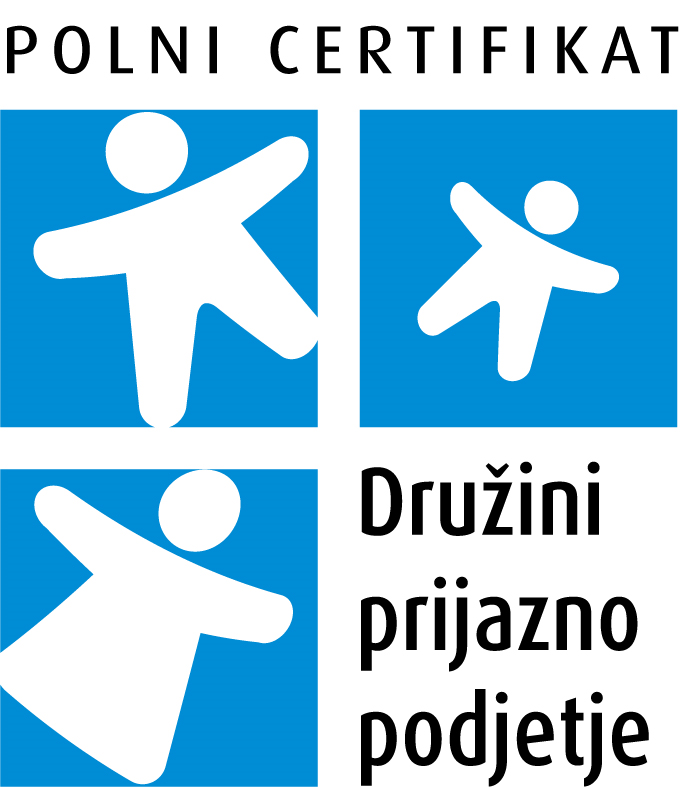 POLNI CERTIFIKAT
Družini
prijazno
podjetje